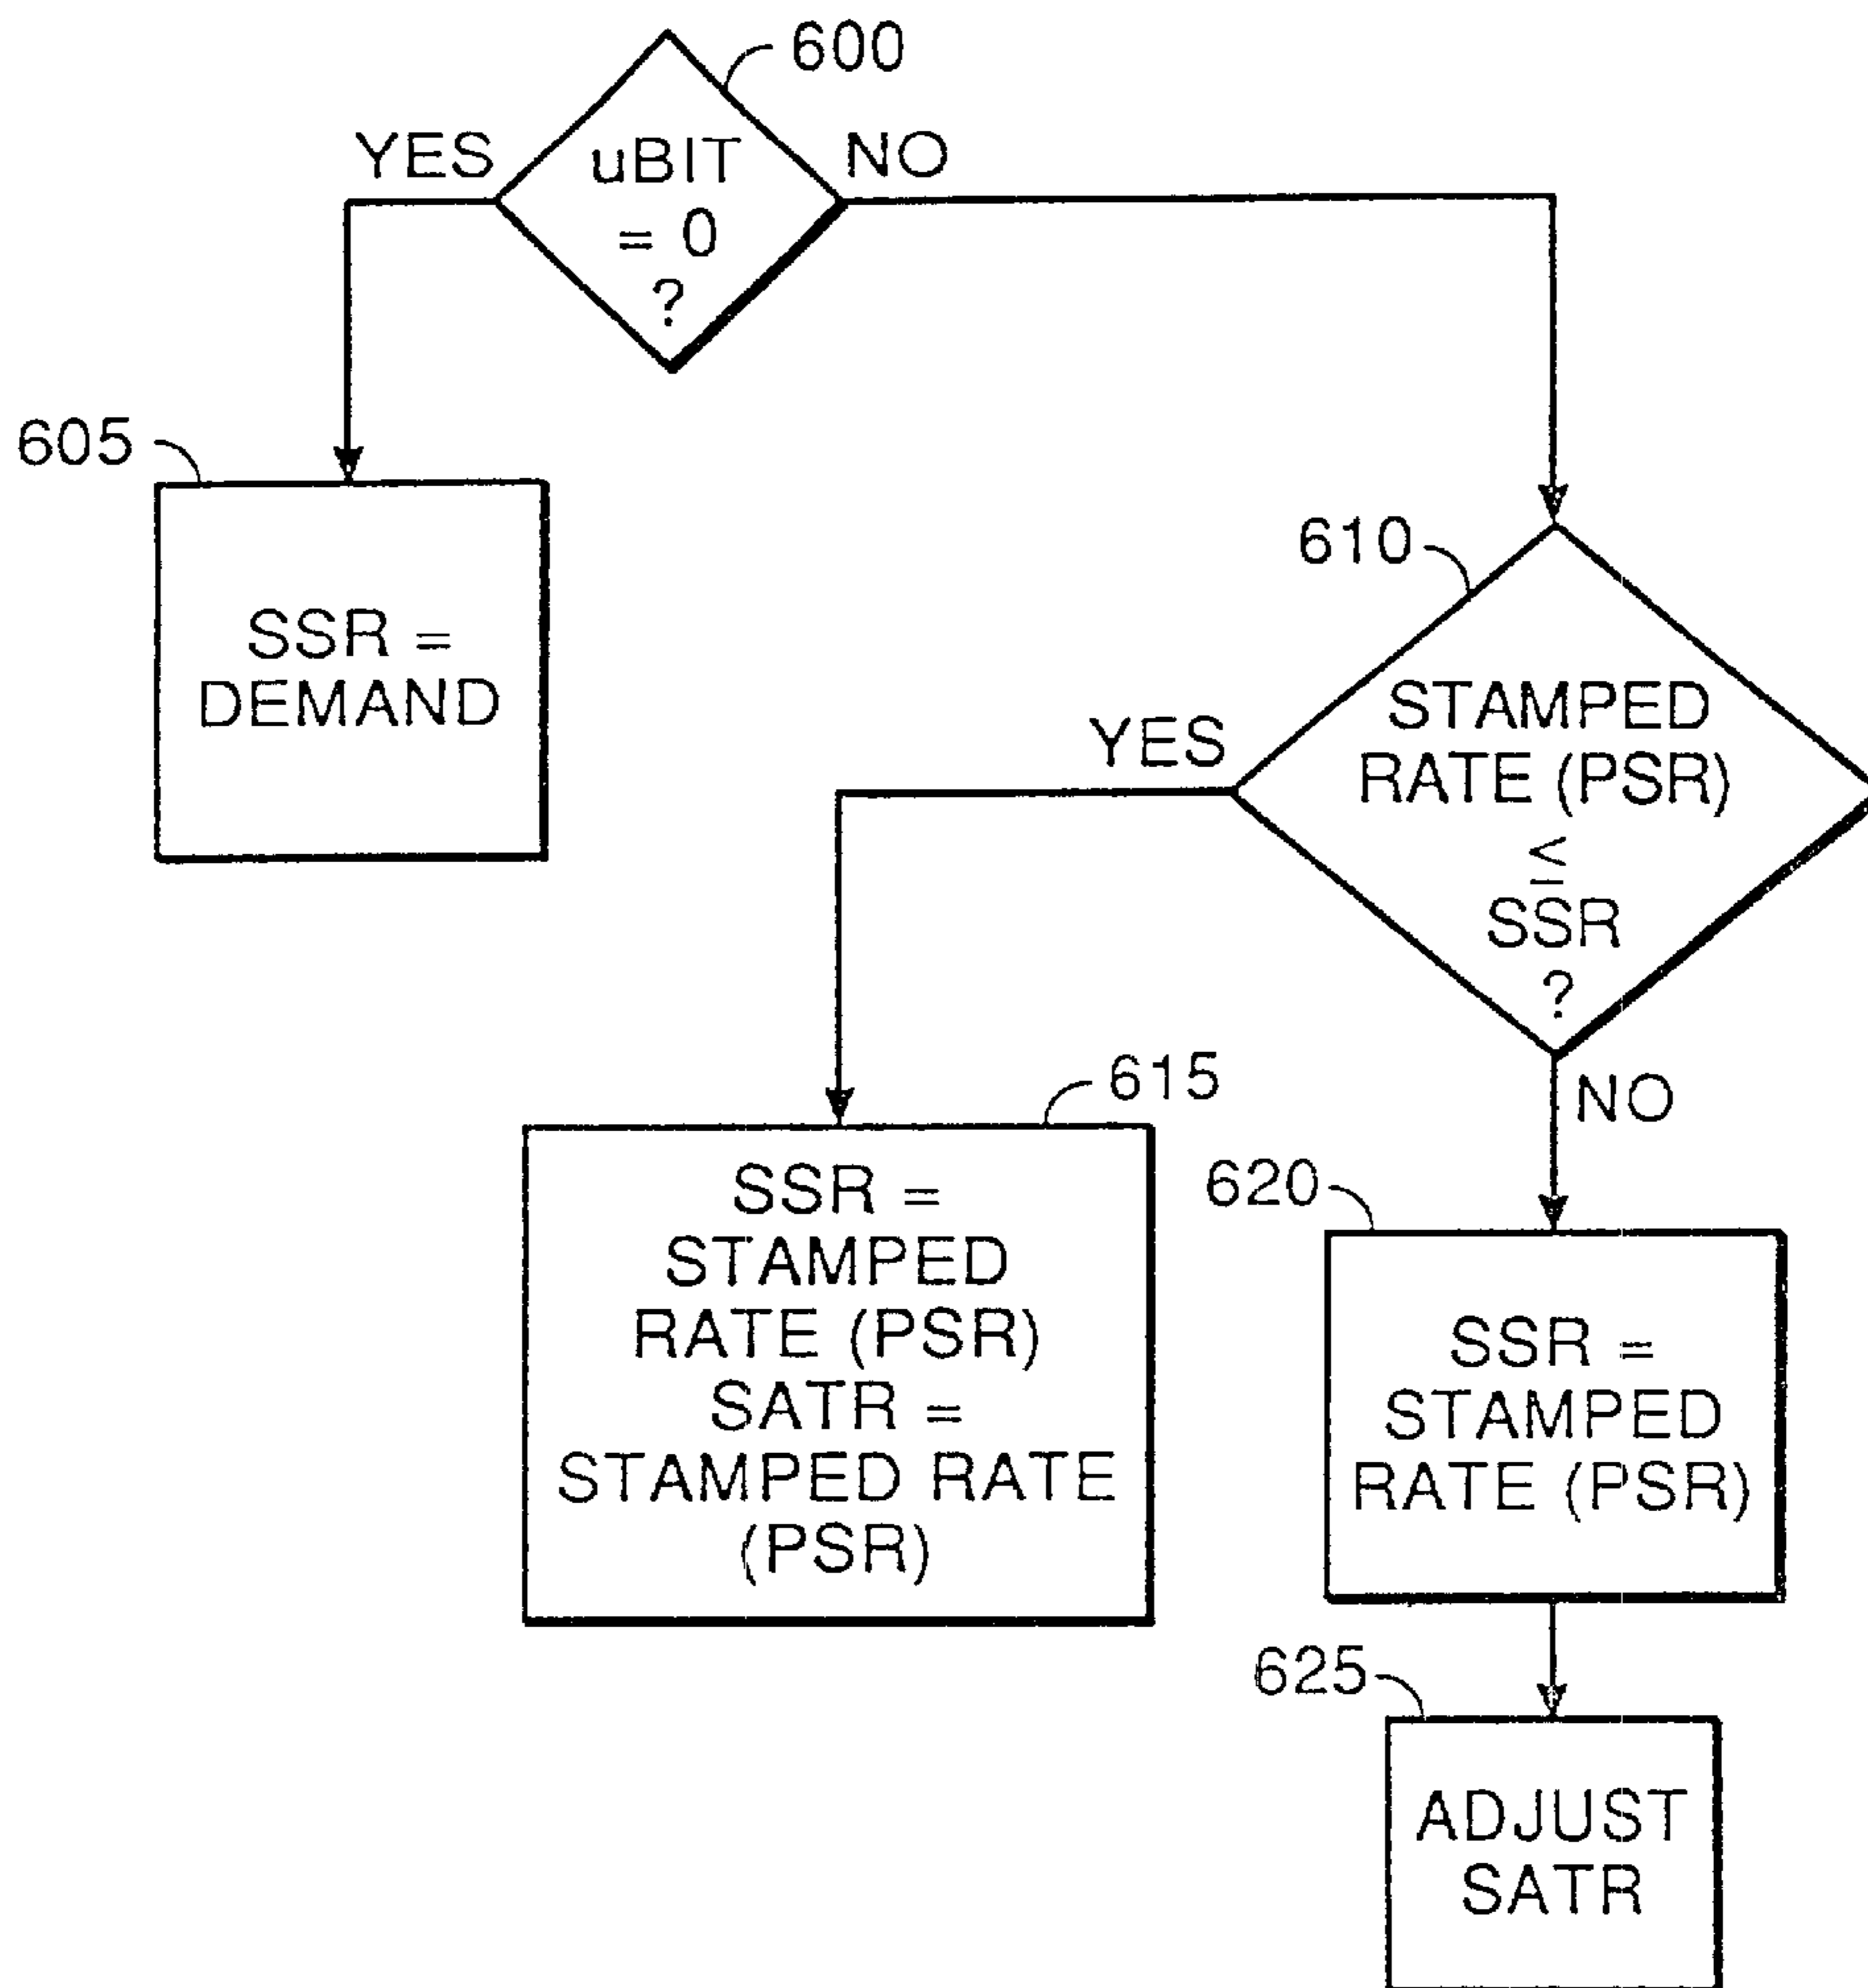 600
YES
uBIT
= 0
?
NO
605
SSR =
DEMAND
610
YES
STAMPED
RATE (PSR)
≤
SSR
?
NO
615
SSR =
STAMPED
RATE (PSR)
SATR =
STAMPED RATE
(PSR)
620
SSR =
STAMPED
RATE (PSR)
625
ADJUST
SATR